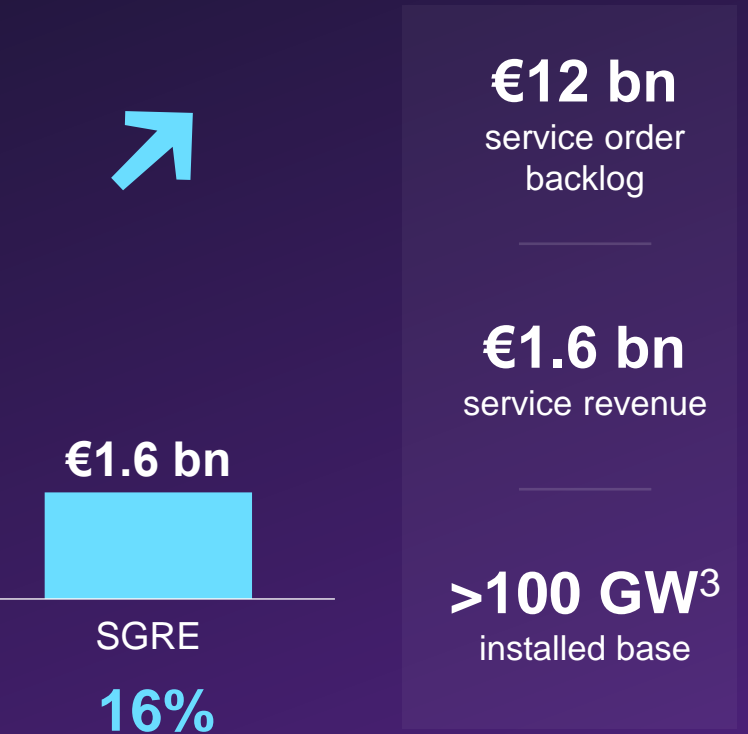 €1.6 bn
SGRE
16%
€12 bn
service order
backlog
€1.6 bn
service revenue
>100 GW³
installed base